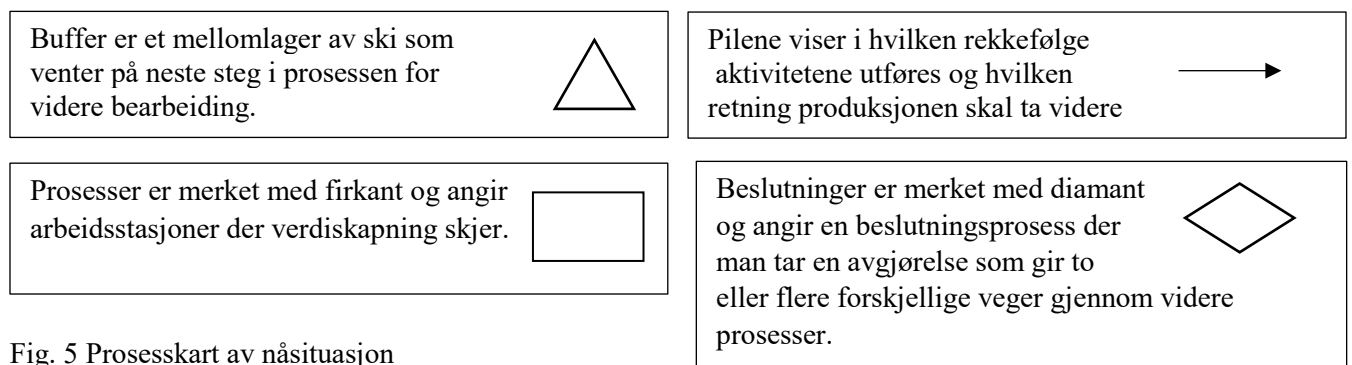 Buffer er et mellomlager av ski som
venter på neste steg i prosessen for
videre bearbeiding.
Pilene viser i hvilken rekkefølge
aktivitetene utføres og hvilken
retning produksjonen skal ta videre
Prosesser er merket med firkant og angir
arbeidsstasjoner der verdiskapning skjer.
Beslutninger er merket med diamant
og angir en beslutningsprosess der
man tar en avgjørelse som gir to
eller flere forskjellige veger gjennom videre
prosesser.
Fig. 5 Prosesskart av nåsituasjon